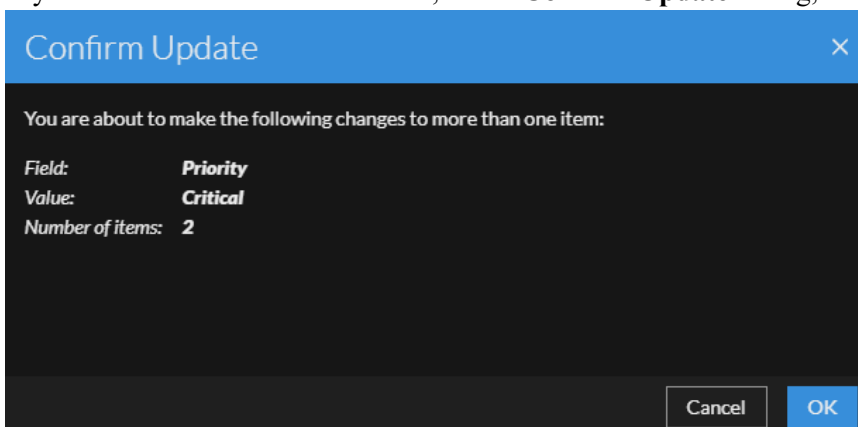 Confirm Update
You are about to make the following changes to more than one item:
Field: Priority
Value: Critical
Number of items: 2
Cancel OK